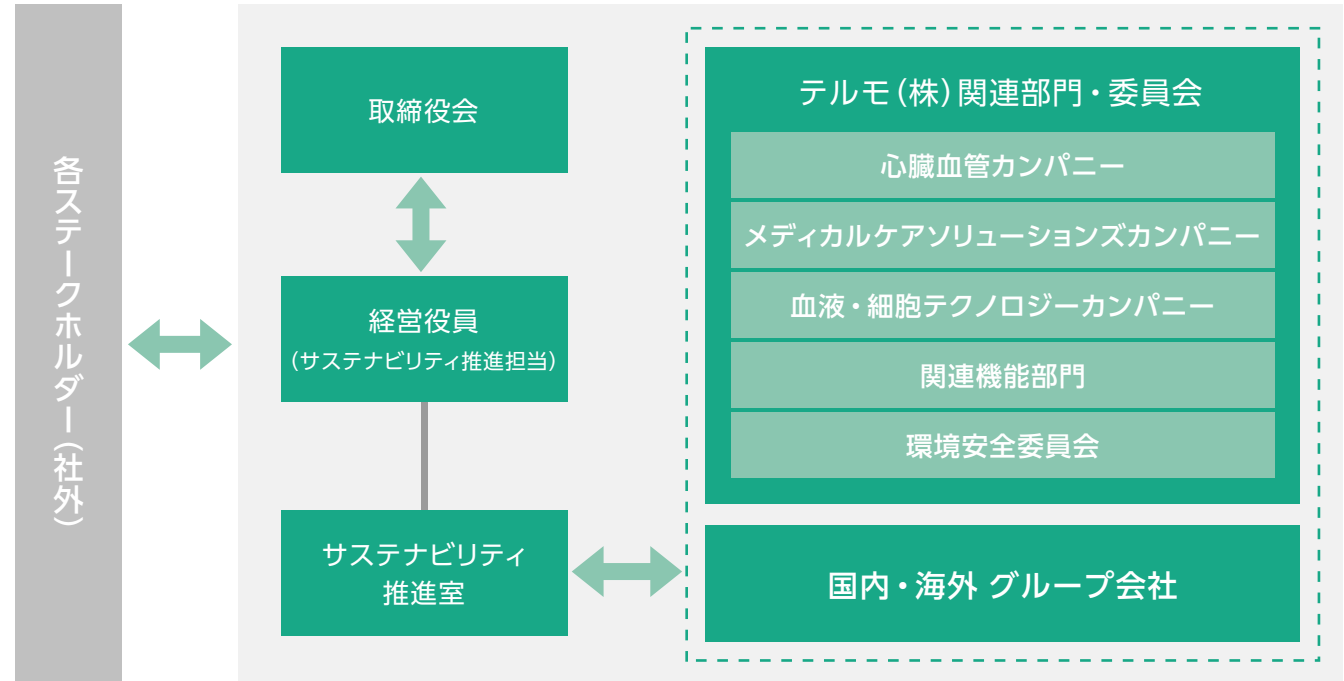 各ステークホルダー（社外）
取締役会
経営役員
（サステナビリティ推進担当）
サステナビリティ
推進室
テルモ（株）関連部門・委員会
心臓血管カンパニー
メディカルケアソリューションズカンパニー
血液・細胞テクノロジーカンパニー
関連機能部門
環境安全委員会
国内・海外 グループ会社